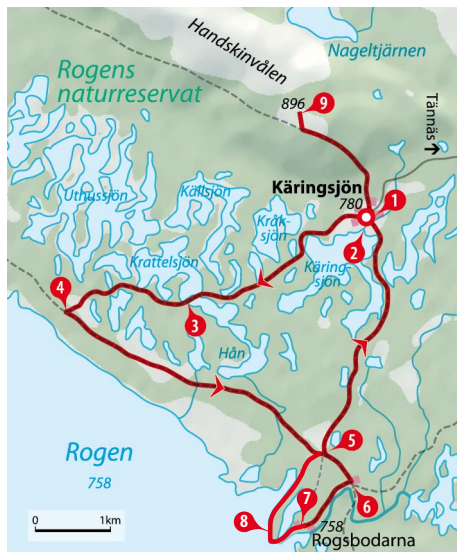 Handskinvålen
Nageltjärnen
Rogens
naturreservat
896
9
Tännäs
Käringsjön
780
1
Uthussjön
Källsjön
Kråk-
sjön
2
Krattelsjön
Käring-
sjön
4
3
Hån
Rogen
758
5
7
6
8
758
Rogsbodarna
0
1km